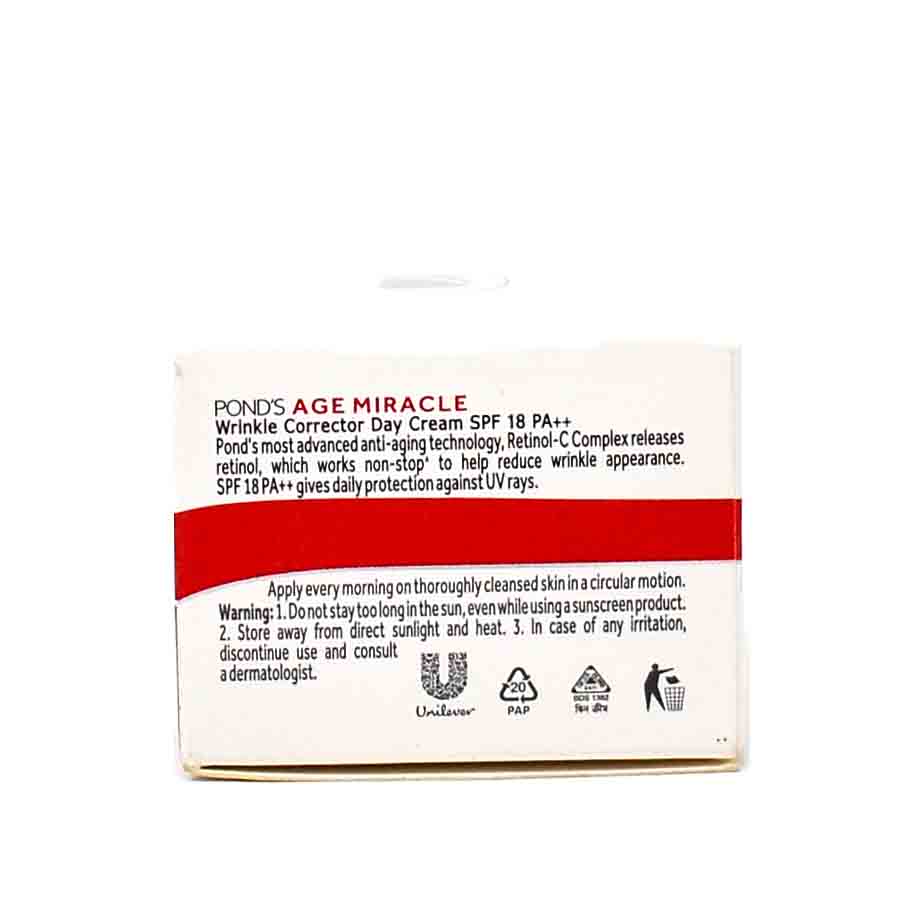 POND'S AGE MIRACLE
Wrinkle Corrector Day Cream SPF 18 PA++
Pond's most advanced anti-aging technology, Retinol-C Complex releases
retinol, which works non-stop* to help reduce wrinkle appearance.
SPF 18 PA++ gives daily protection against UV rays.
Apply every morning on thoroughly cleansed skin in a circular motion.
Warning: 1. Do not stay too long in the sun, even while using a sunscreen product.
2. Store away from direct sunlight and heat. 3. In case of any irritation,
discontinue use and consult
a dermatologist.
Unilever
20
PAP
BDS 1382